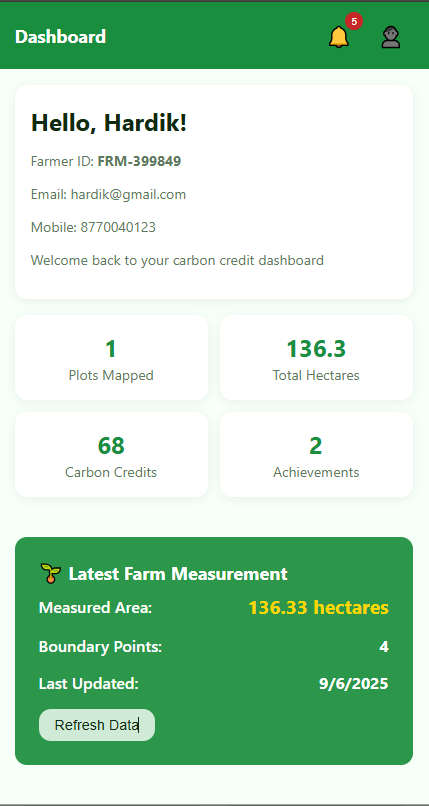 Dashboard
5
Hello, Hardik!
Farmer ID: FRM-399849
Email: hardik@gmail.com
Mobile: 8770040123
Welcome back to your carbon credit dashboard
1
Plots Mapped
136.3
Total Hectares
68
Carbon Credits
2
Achievements
Latest Farm Measurement
Measured Area: 136.33 hectares
Boundary Points: 4
Last Updated: 9/6/2025
Refresh Data